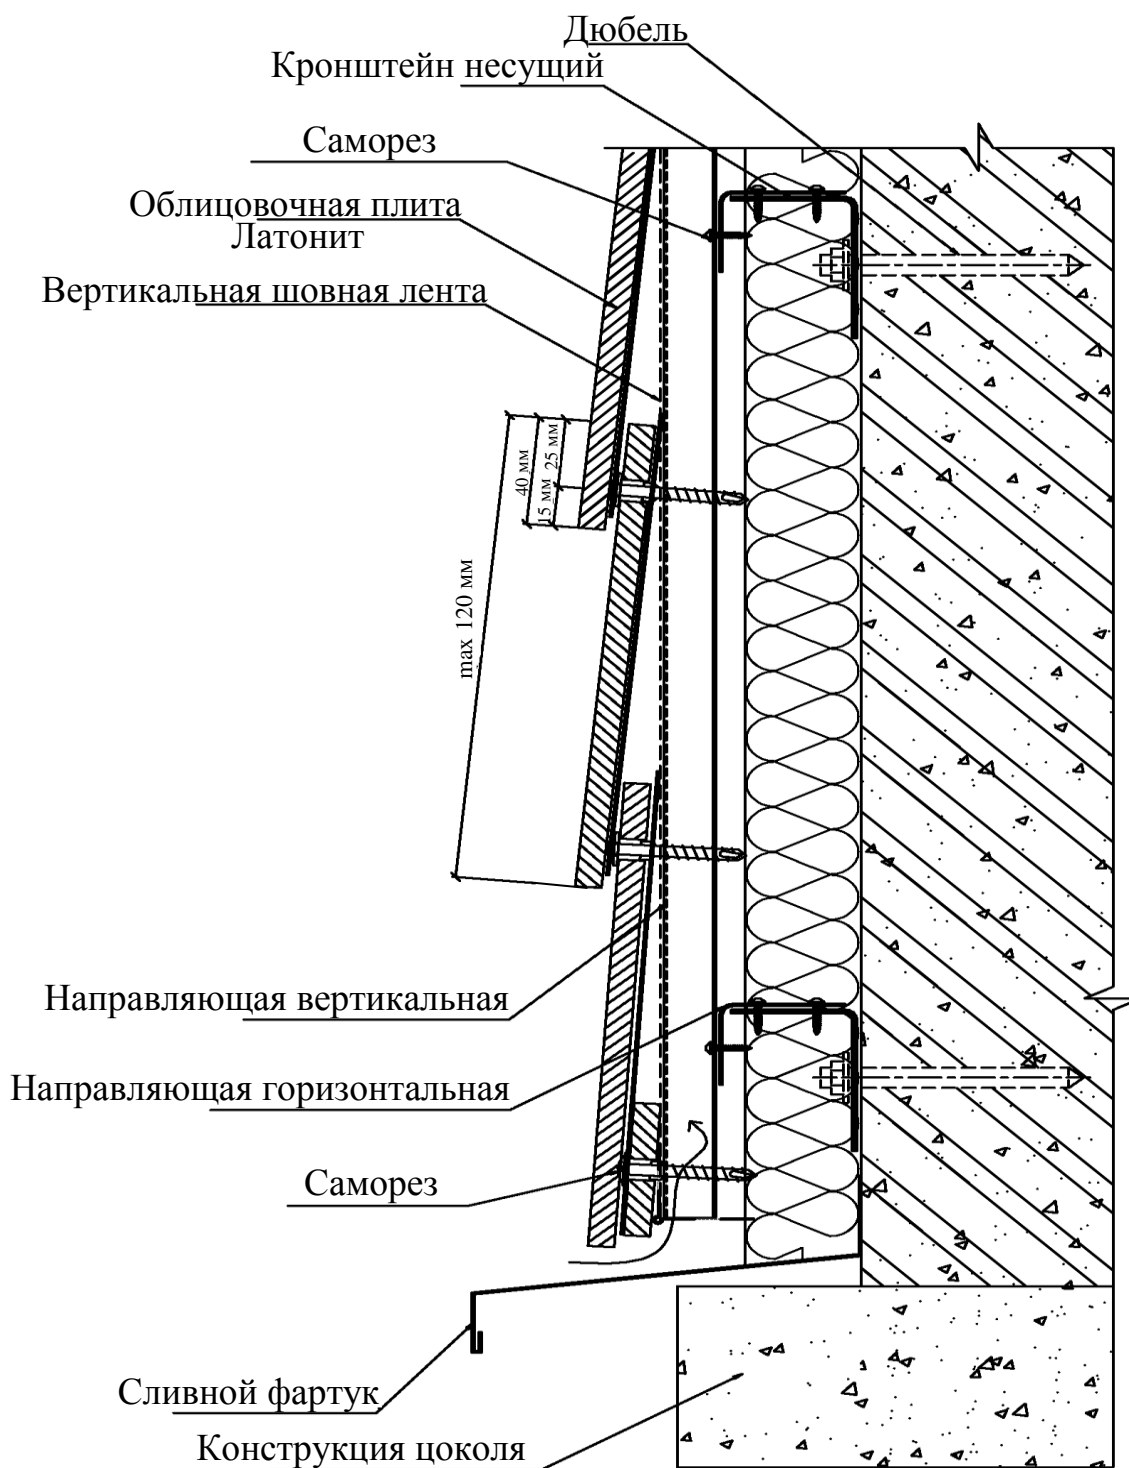 Дюбель
Кронштейн несущий
Саморез
Облицовочная плита
Латонит
Вертикальная шовная лента
25 мм
40 мм
15 мм
max 120 мм
Направляющая вертикальная
Направляющая горизонтальная
Саморез
Сливной фартук
Конструкция цоколя